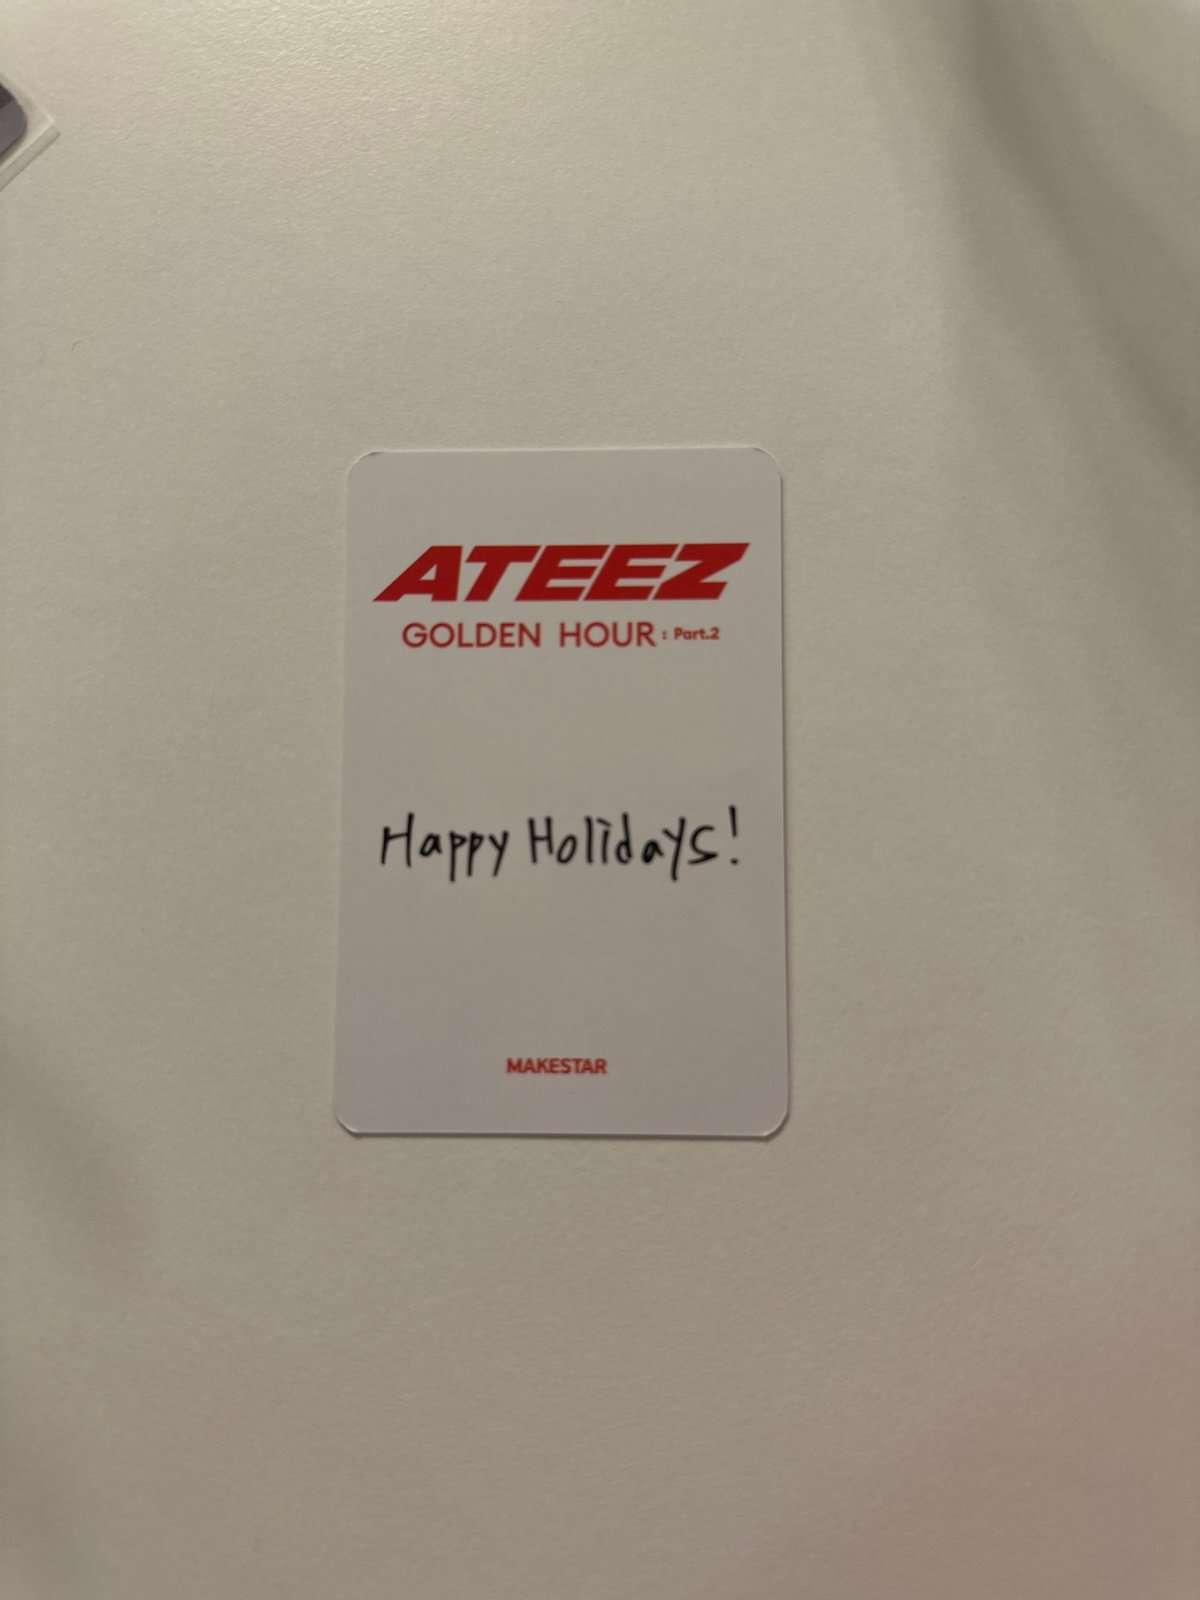 ATEEZ
GOLDEN HOUR : Part.2
Happy Holidays!
MAKESTAR